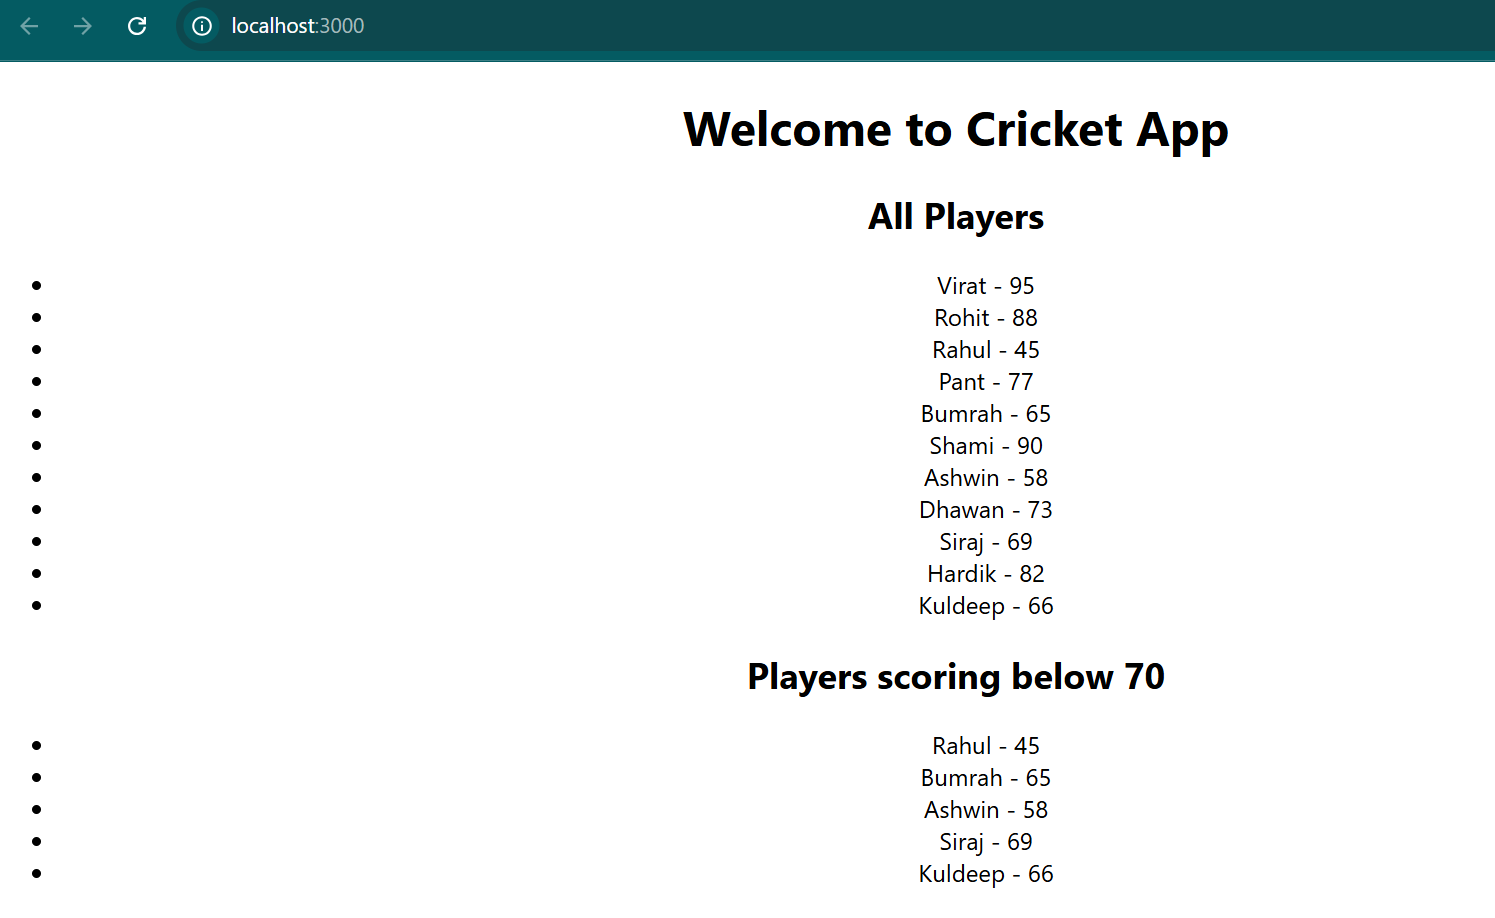 localhost:3000
Welcome to Cricket App
All Players
Virat - 95
Rohit - 88
Rahul - 45
Pant - 77
Bumrah - 65
Shami - 90
Ashwin - 58
Dhawan - 73
Siraj - 69
Hardik - 82
Kuldeep - 66
Players scoring below 70
Rahul - 45
Bumrah - 65
Ashwin - 58
Siraj - 69
Kuldeep - 66